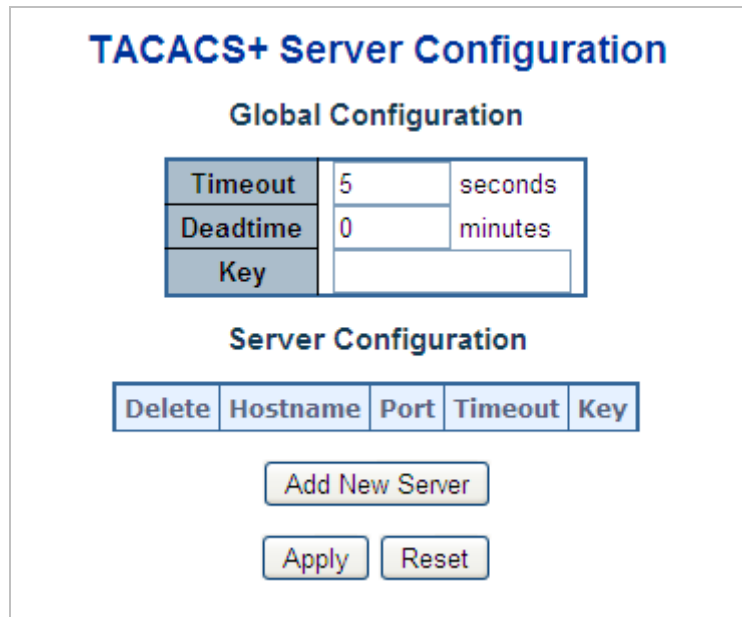 TACACS+ Server Configuration
Global Configuration
Timeout 5 seconds
Deadtime 0 minutes
Key
Server Configuration
Delete Hostname Port Timeout Key
Add New Server
Apply Reset